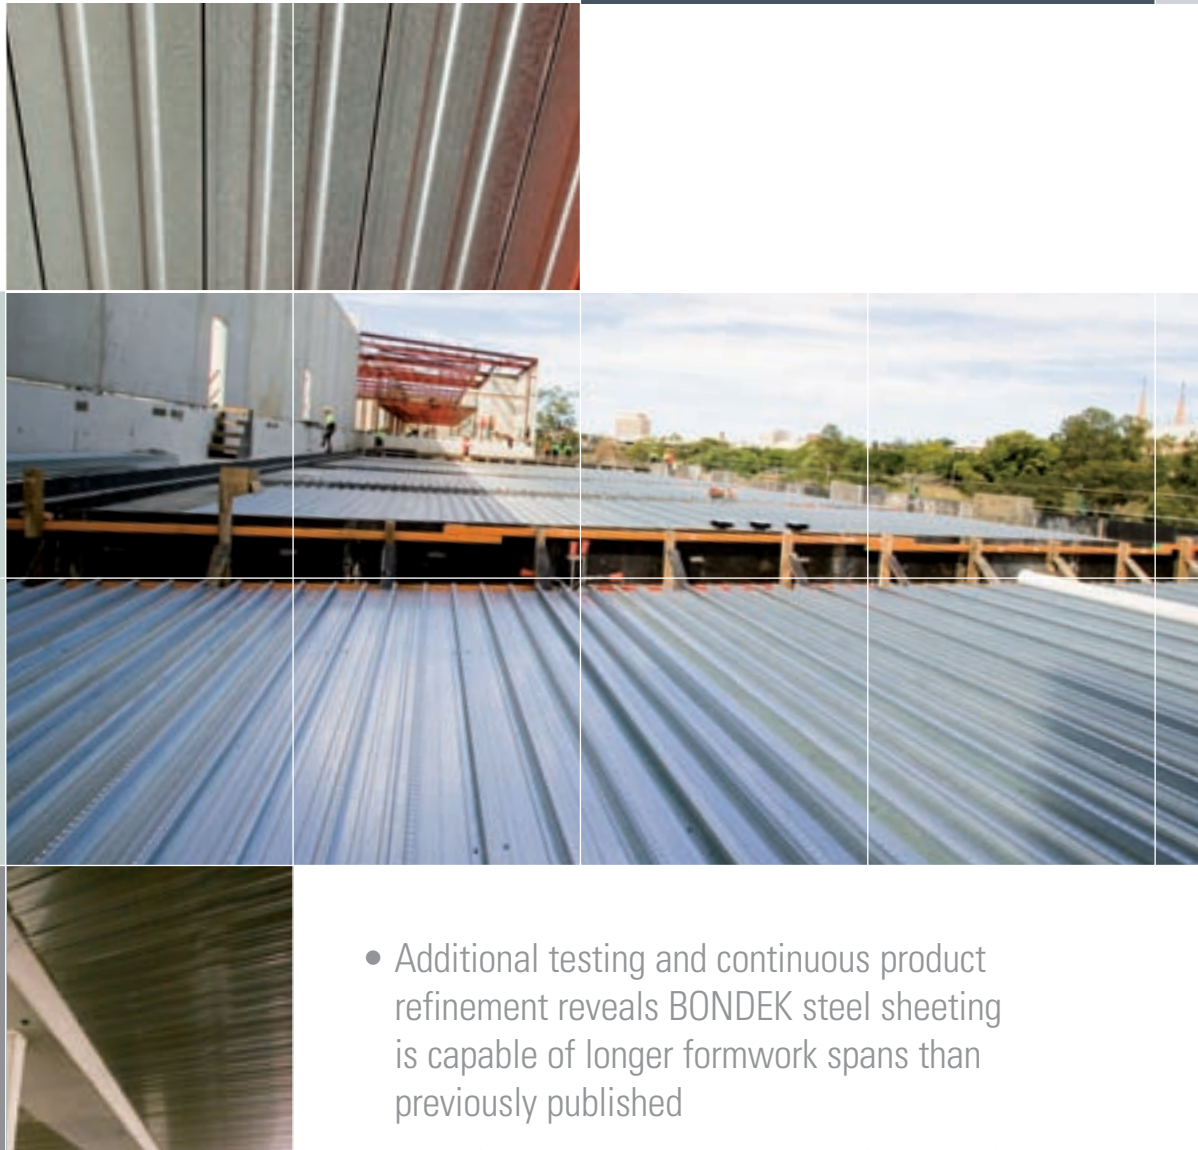 • Additional testing and continuous product
refinement reveals BONDEK steel sheeting
is capable of longer formwork spans than
previously published